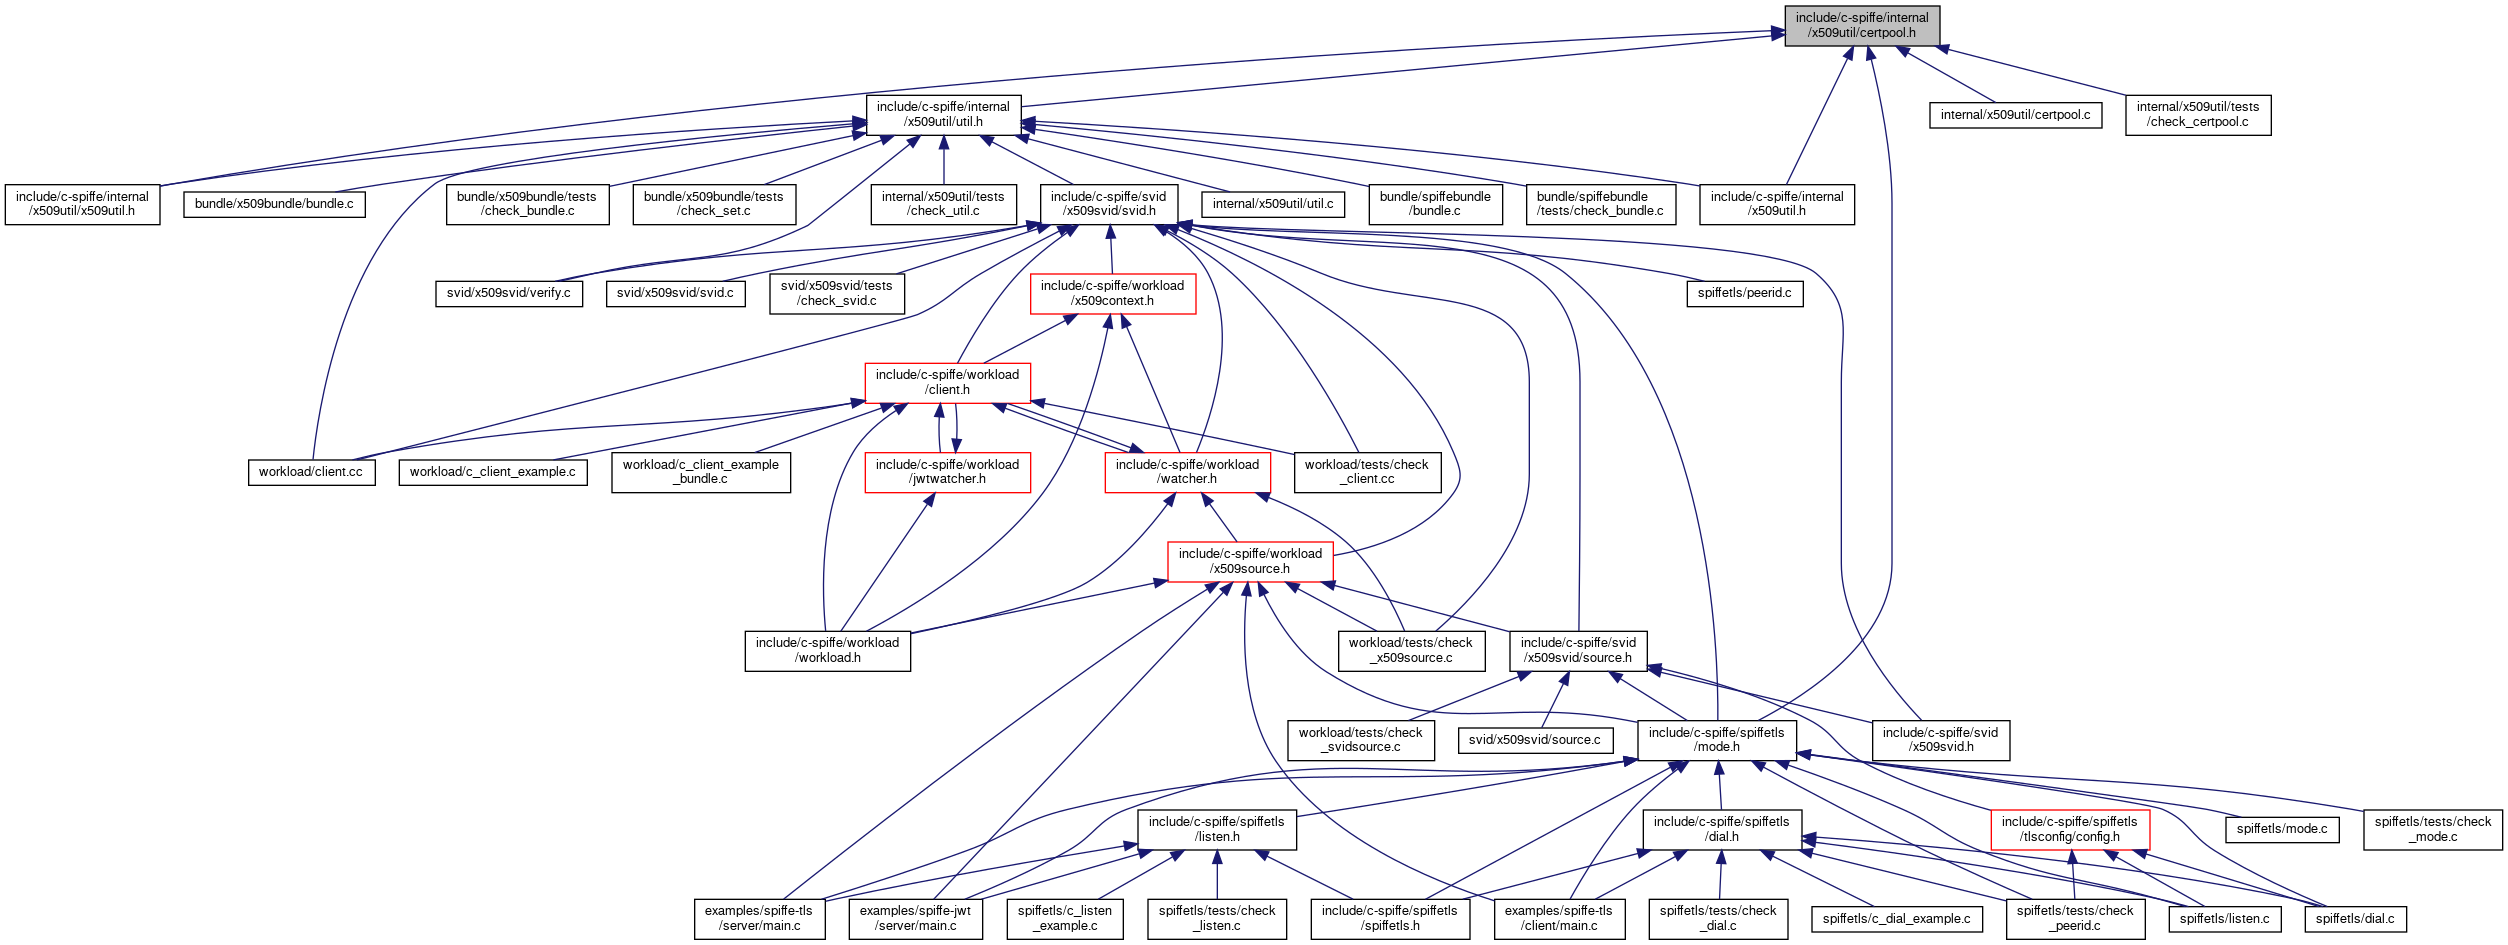 include/c-spiffe/internal
/x509util/certpool.h
include/c-spiffe/internal
/x509util/util.h
internal/x509util/certpool.c
internal/x509util/tests
/check_certpool.c
include/c-spiffe/internal
/x509util/x509util.h
bundle/x509bundle/bundle.c
bundle/x509bundle/tests
/check_bundle.c
bundle/x509bundle/tests
/check_set.c
internal/x509util/tests
/check_util.c
include/c-spiffe/svid
/x509svid/svid.h
internal/x509util/util.c
bundle/spiffebundle
/bundle.c
bundle/spiffebundle
/tests/check_bundle.c
include/c-spiffe/internal
/x509util.h
svid/x509svid/verify.c
svid/x509svid/svid.c
svid/x509svid/tests
/check_svid.c
include/c-spiffe/workload
/x509context.h
spiffetls/peerid.c
include/c-spiffe/workload
/client.h
workload/client.cc
workload/c_client_example.c
workload/c_client_example
_bundle.c
include/c-spiffe/workload
/jwtwatcher.h
include/c-spiffe/workload
/watcher.h
workload/tests/check
_client.cc
include/c-spiffe/workload
/x509source.h
include/c-spiffe/workload
/workload.h
workload/tests/check
_x509source.c
include/c-spiffe/svid
/x509svid/source.h
workload/tests/check
_svidsource.c
svid/x509svid/source.c
include/c-spiffe/spiffetls
/mode.h
include/c-spiffe/svid
/x509svid.h
include/c-spiffe/spiffetls
/listen.h
include/c-spiffe/spiffetls
/dial.h
include/c-spiffe/spiffetls
/tlsconfig/config.h
spiffetls/mode.c
spiffetls/tests/check
_mode.c
examples/spiffe-tls
/server/main.c
examples/spiffe-jwt
/server/main.c
spiffetls/c_listen
_example.c
spiffetls/tests/check
_listen.c
include/c-spiffe/spiffetls
/spiffetls.h
examples/spiffe-tls
/client/main.c
spiffetls/tests/check
_dial.c
spiffetls/c_dial_example.c
spiffetls/tests/check
_peerid.c
spiffetls/listen.c
spiffetls/dial.c